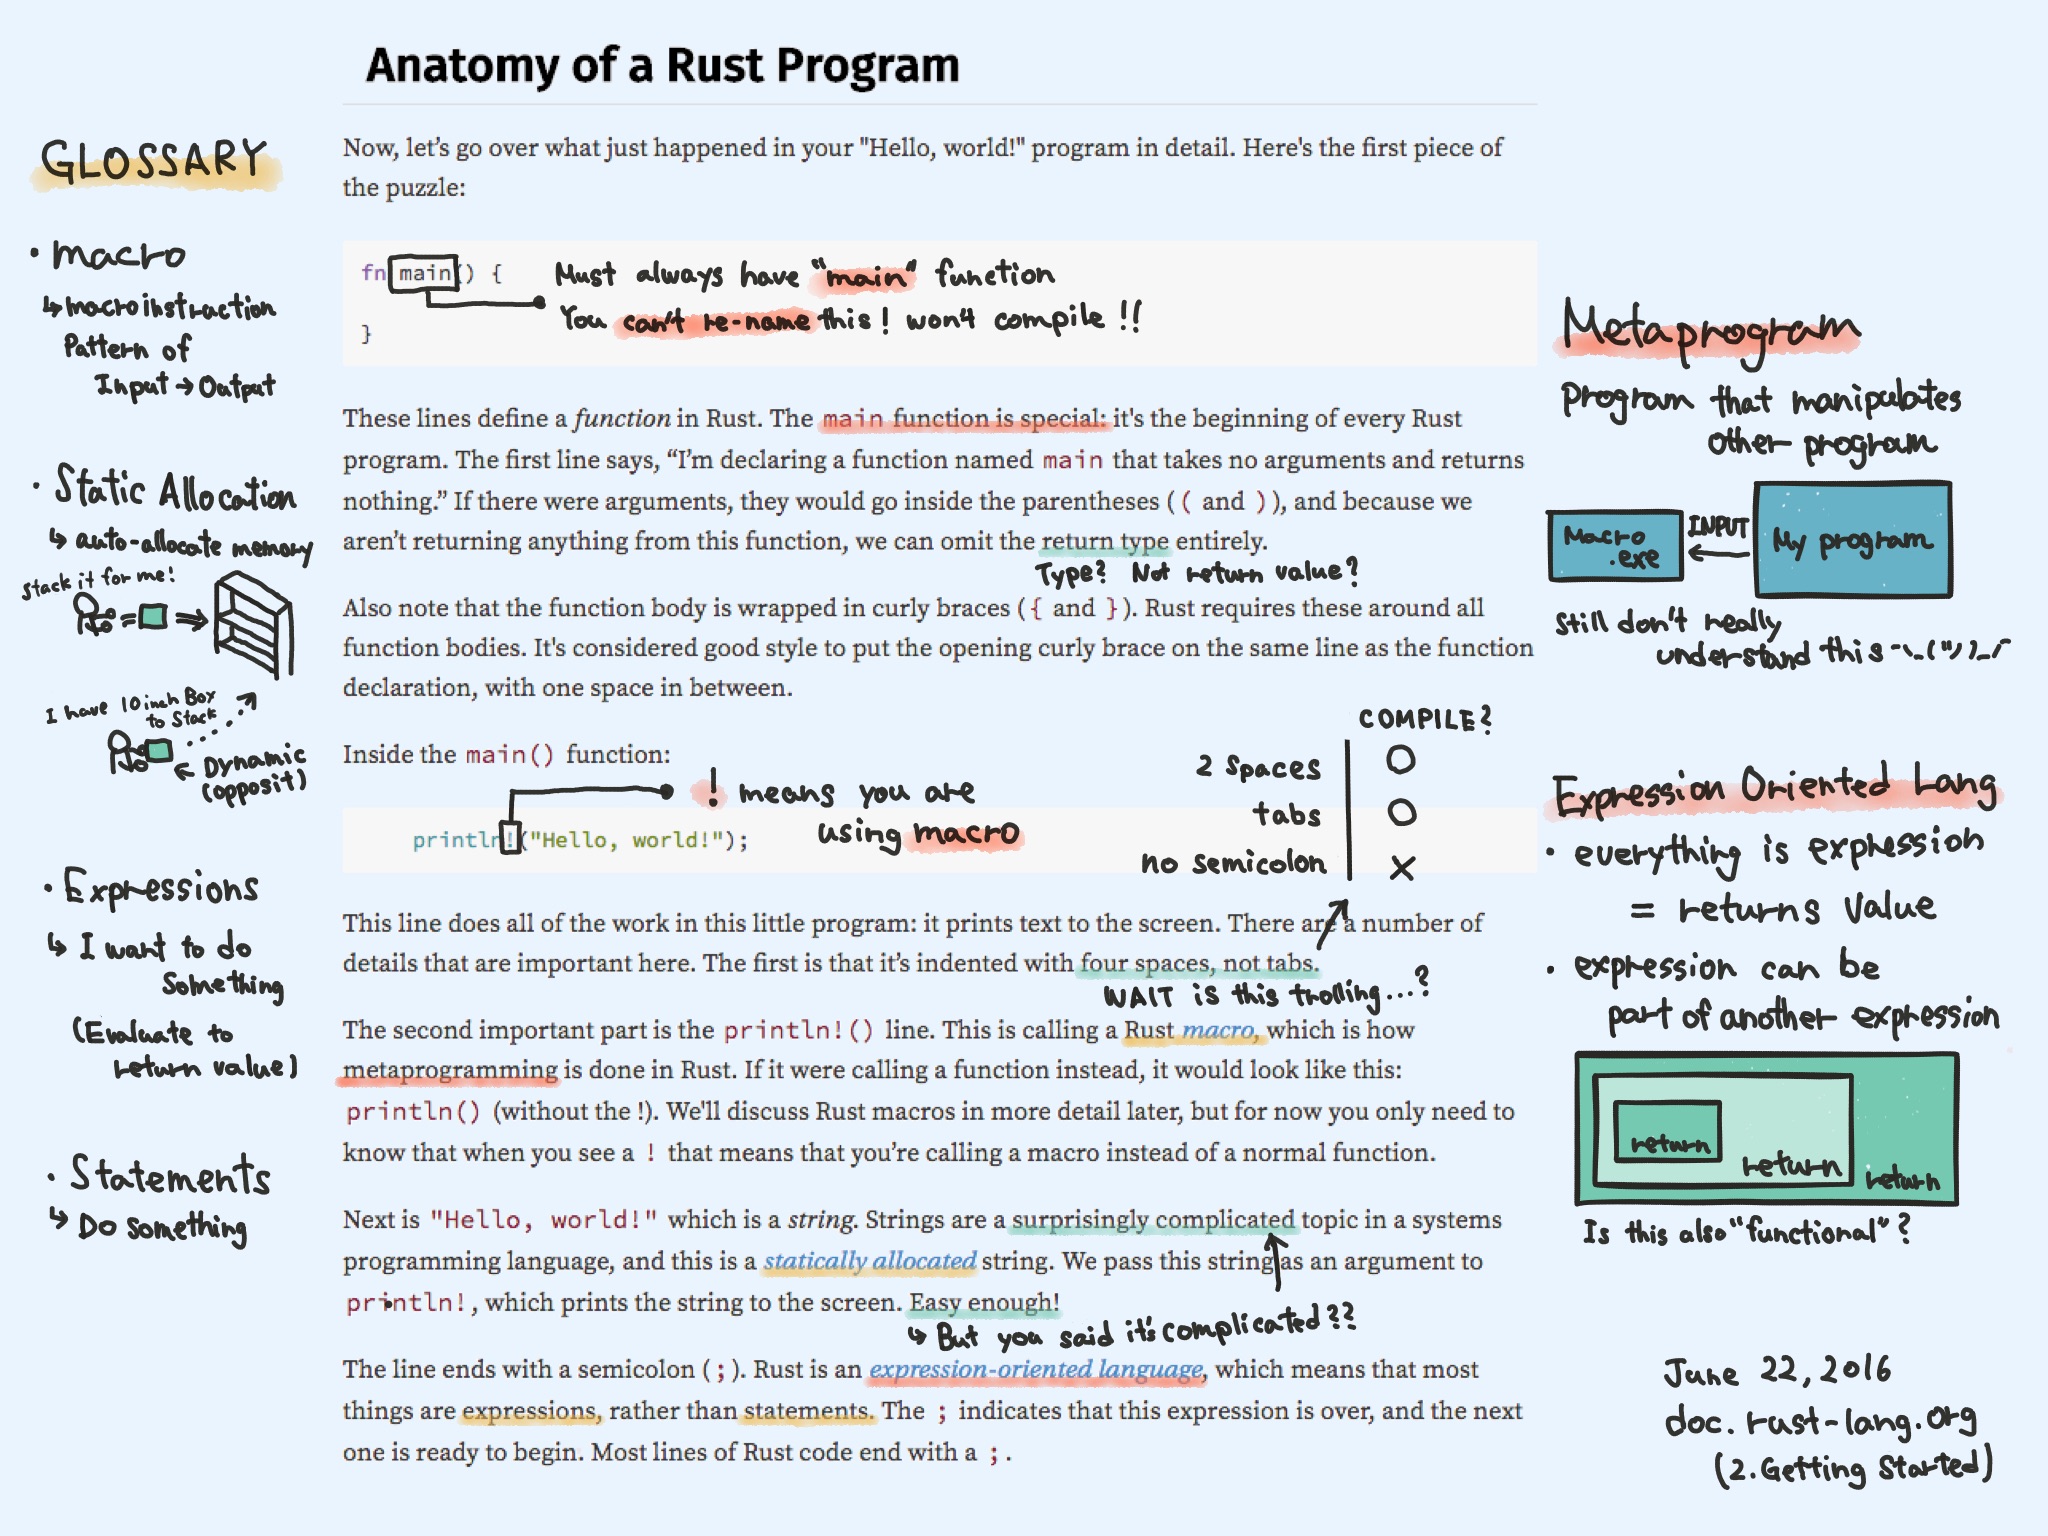 Anatomy of a Rust Program
GLOSSARY
• macro
↳ macroinstraction
Pattern of
Input → Output
• Static Allocation
↳ auto-allocate memory
Stack it for me!
I have 10 inch Box
to Stack
← Dynamic
(opposit)
• Expressions
↳ I want to do
Something
(Evaluate to
return value)
• Statements
↳ Do something
Now, let's go over what just happened in your "Hello, world!" program in detail. Here's the first piece of
the puzzle:
fn main() {
}
Must always have "main" function
You can't re-name this! won't compile!!
These lines define a function in Rust. The main function is special: it's the beginning of every Rust
program. The first line says, “I’m declaring a function named main that takes no arguments and returns
nothing.” If there were arguments, they would go inside the parentheses (( and )), and because we
aren’t returning anything from this function, we can omit the return type entirely.
Type? Not return value?
Also note that the function body is wrapped in curly braces ({ and }). Rust requires these around all
function bodies. It's considered good style to put the opening curly brace on the same line as the function
declaration, with one space in between.
Inside the main() function:
! means you are
using macro
println!("Hello, world!");
COMPILE?
2 spaces O
tabs O
no semicolon ×
This line does all of the work in this little program: it prints text to the screen. There are a number of
details that are important here. The first is that it’s indented with four spaces, not tabs.
WAIT is this trolling...?
The second important part is the println!() line. This is calling a Rust macro, which is how
metaprogramming is done in Rust. If it were calling a function instead, it would look like this:
println() (without the !). We'll discuss Rust macros in more detail later, but for now you only need to
know that when you see a ! that means that you’re calling a macro instead of a normal function.
Next is "Hello, world!" which is a string. Strings are a surprisingly complicated topic in a systems
programming language, and this is a statically allocated string. We pass this string as an argument to
println!, which prints the string to the screen. Easy enough!
↳ But you said it's complicated??
The line ends with a semicolon (;). Rust is an expression-oriented language, which means that most
things are expressions, rather than statements. The ; indicates that this expression is over, and the next
one is ready to begin. Most lines of Rust code end with a ;.
Metaprogram
Program that manipulates
other program
Macro
.exe
INPUT
My program
Still don't really
understand this ¯\_(")_/¯
Expression Oriented Lang
• everything is expression
= returns value
• expression can be
part of another expression
return
return
return
Is this also "functional"?
June 22, 2016
doc.rust-lang.org
(2.Getting Started)